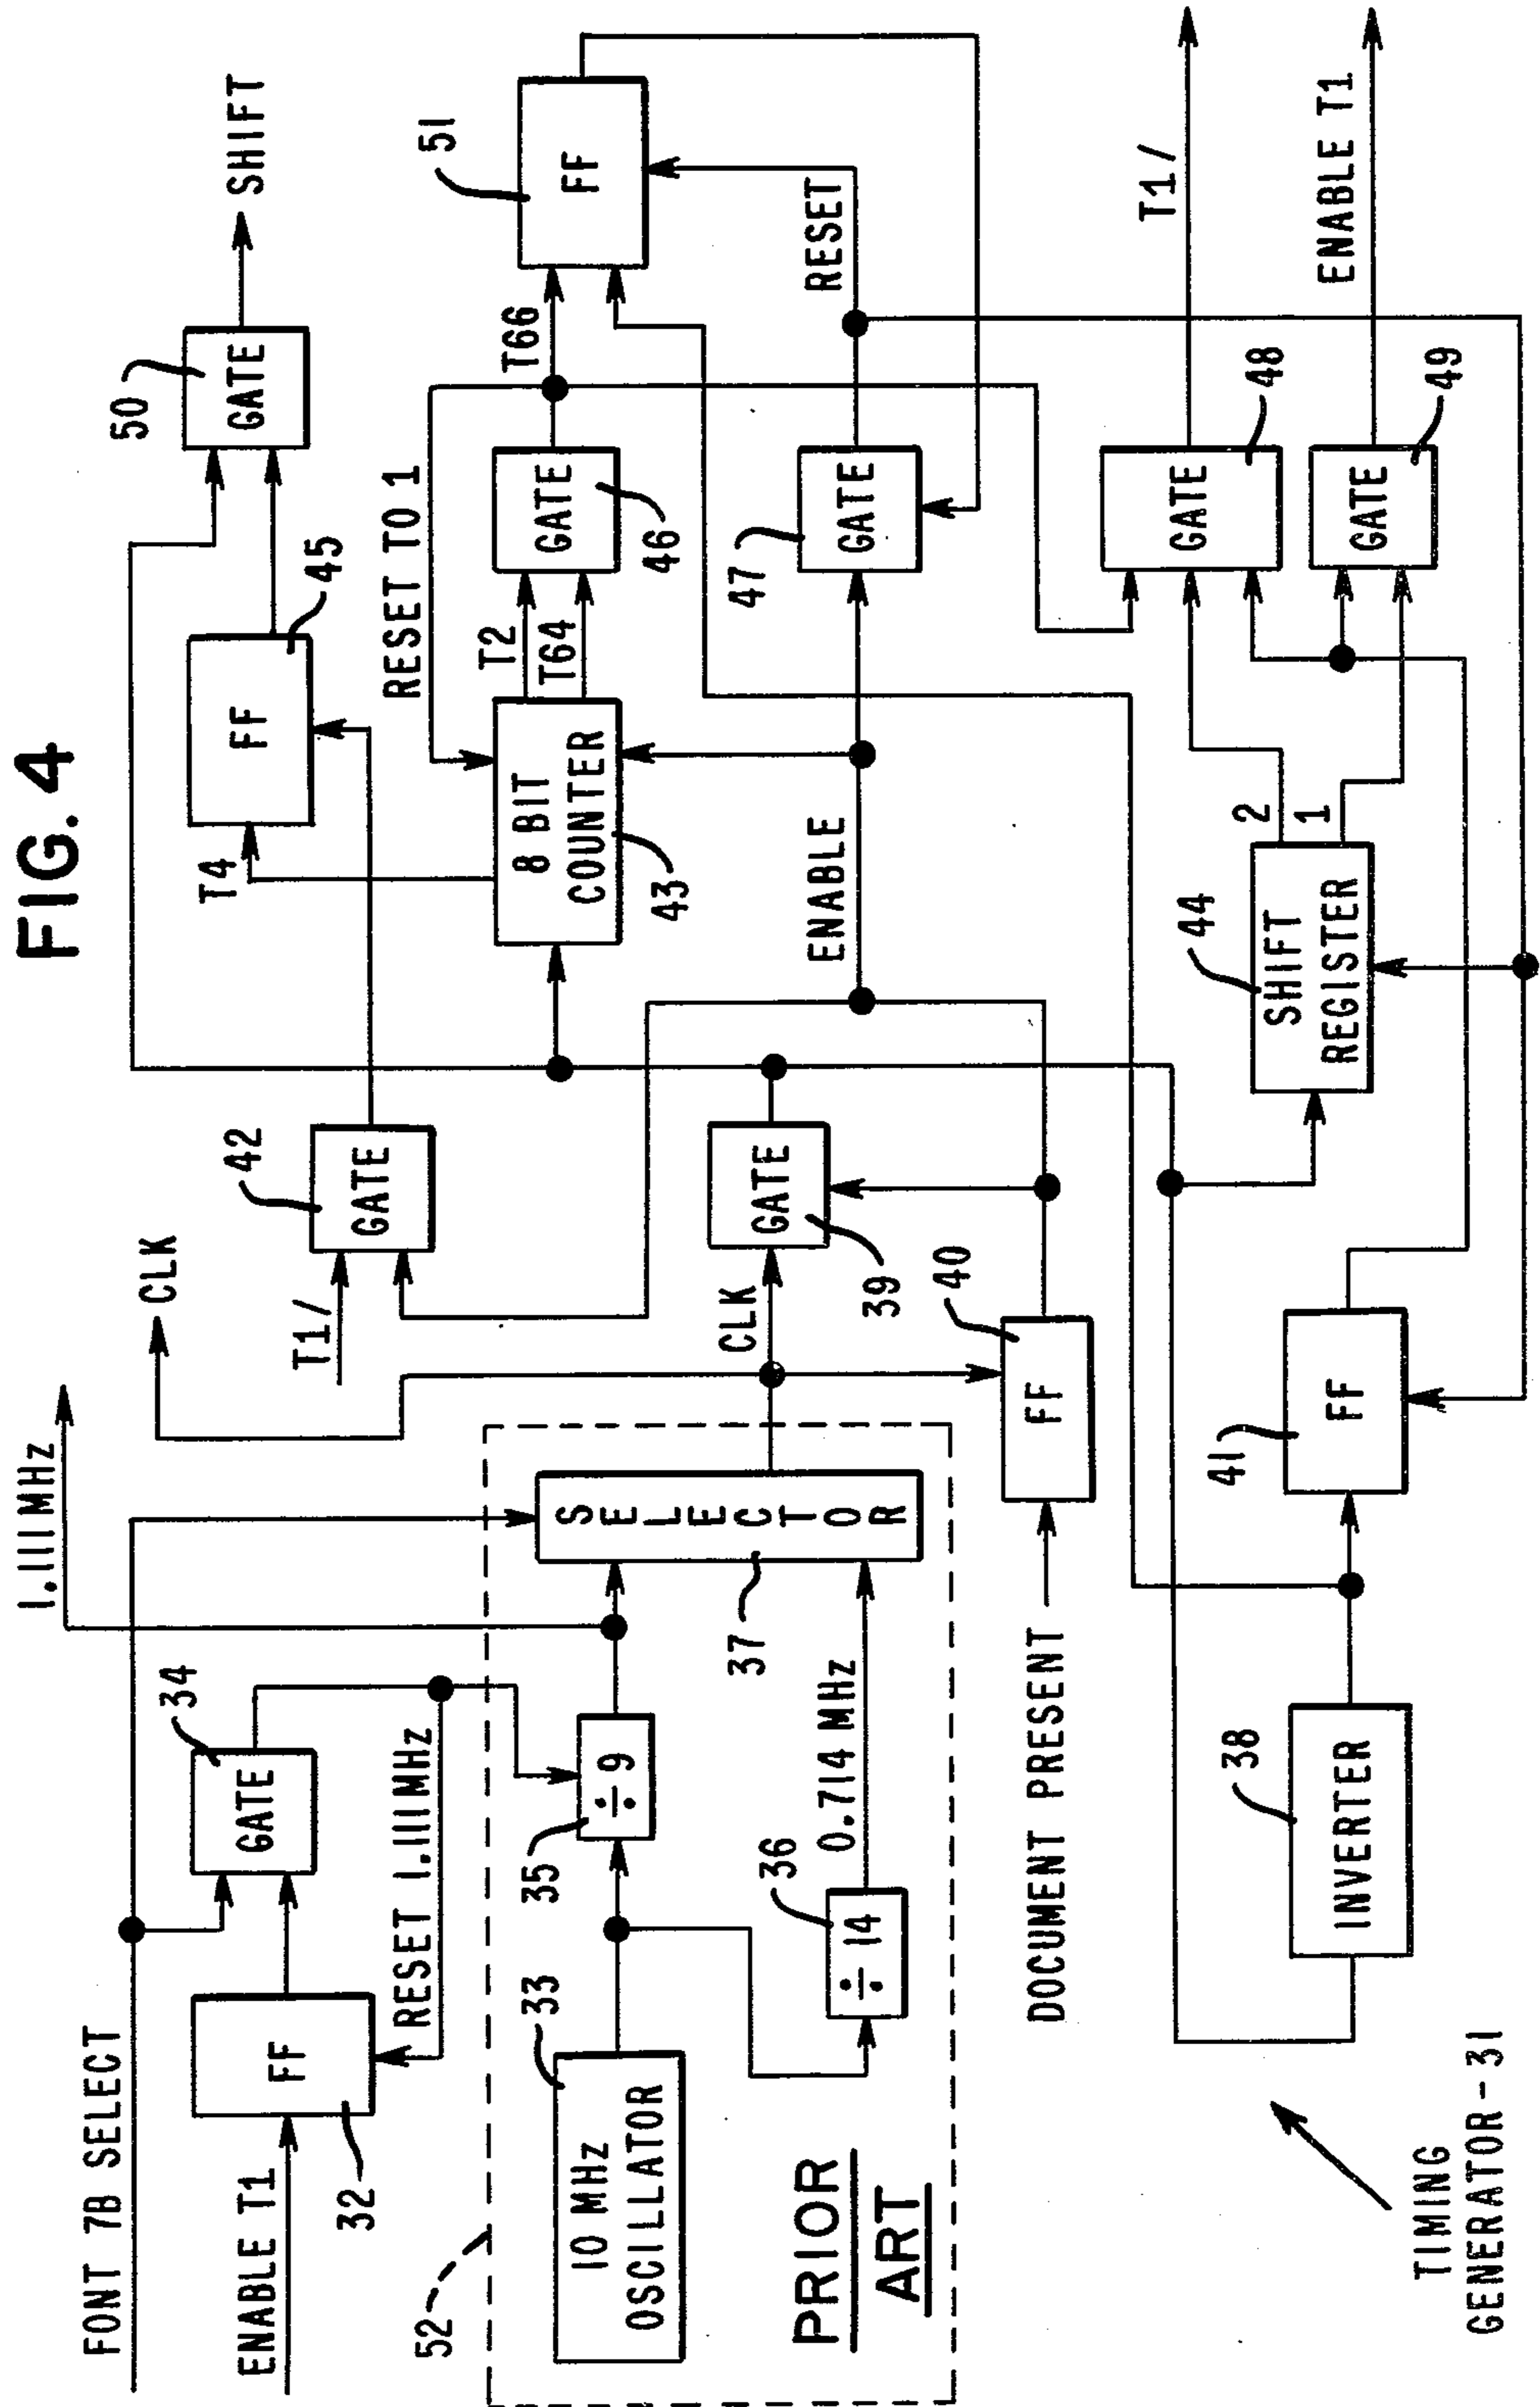 FIG. 4
FONT 7B SELECT
ENABLE T1
32
FF
34
GATE
RESET 1.111MHz
1.111MHz
CLK
T1/
42
GATE
T4
FF
45
50
GATE
SHIFT
52
33
10 MHz
OSCILLATOR
35
÷ 9
36
÷ 14
0.714 MHz
37
SELECTOR
PRIOR
ART
CLK
GATE
39
RESET TO 1
8 BIT
COUNTER
43
T2
T64
GATE
46
T66
51
FF
DOCUMENT PRESENT
40
FF
ENABLE
47
GATE
RESET
38
INVERTER
41
FF
44
SHIFT
REGISTER
2
1
GATE
48
T1/
GATE
49
ENABLE T1
TIMING
GENERATOR-31